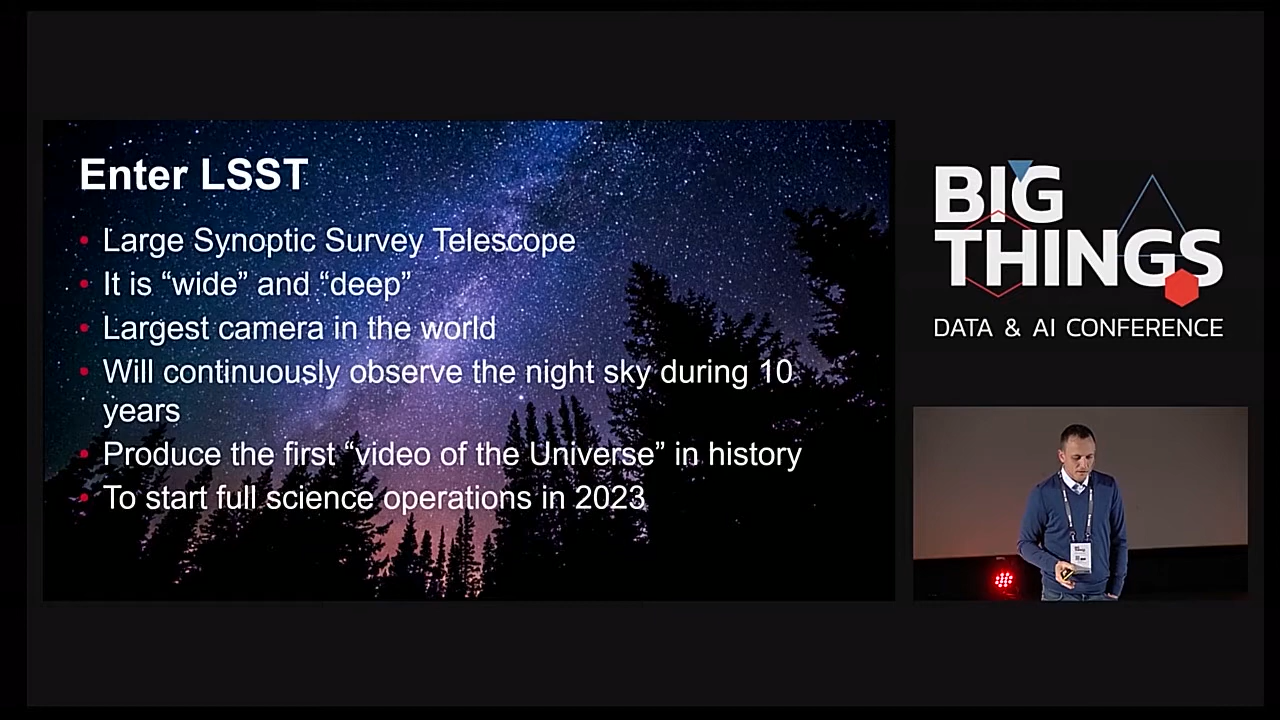 Enter LSST
• Large Synoptic Survey Telescope
• It is “wide” and “deep”
• Largest camera in the world
• Will continuously observe the night sky during 10
years
• Produce the first “video of the Universe” in history
• To start full science operations in 2023
BIG
THINGS
DATA & AI CONFERENCE